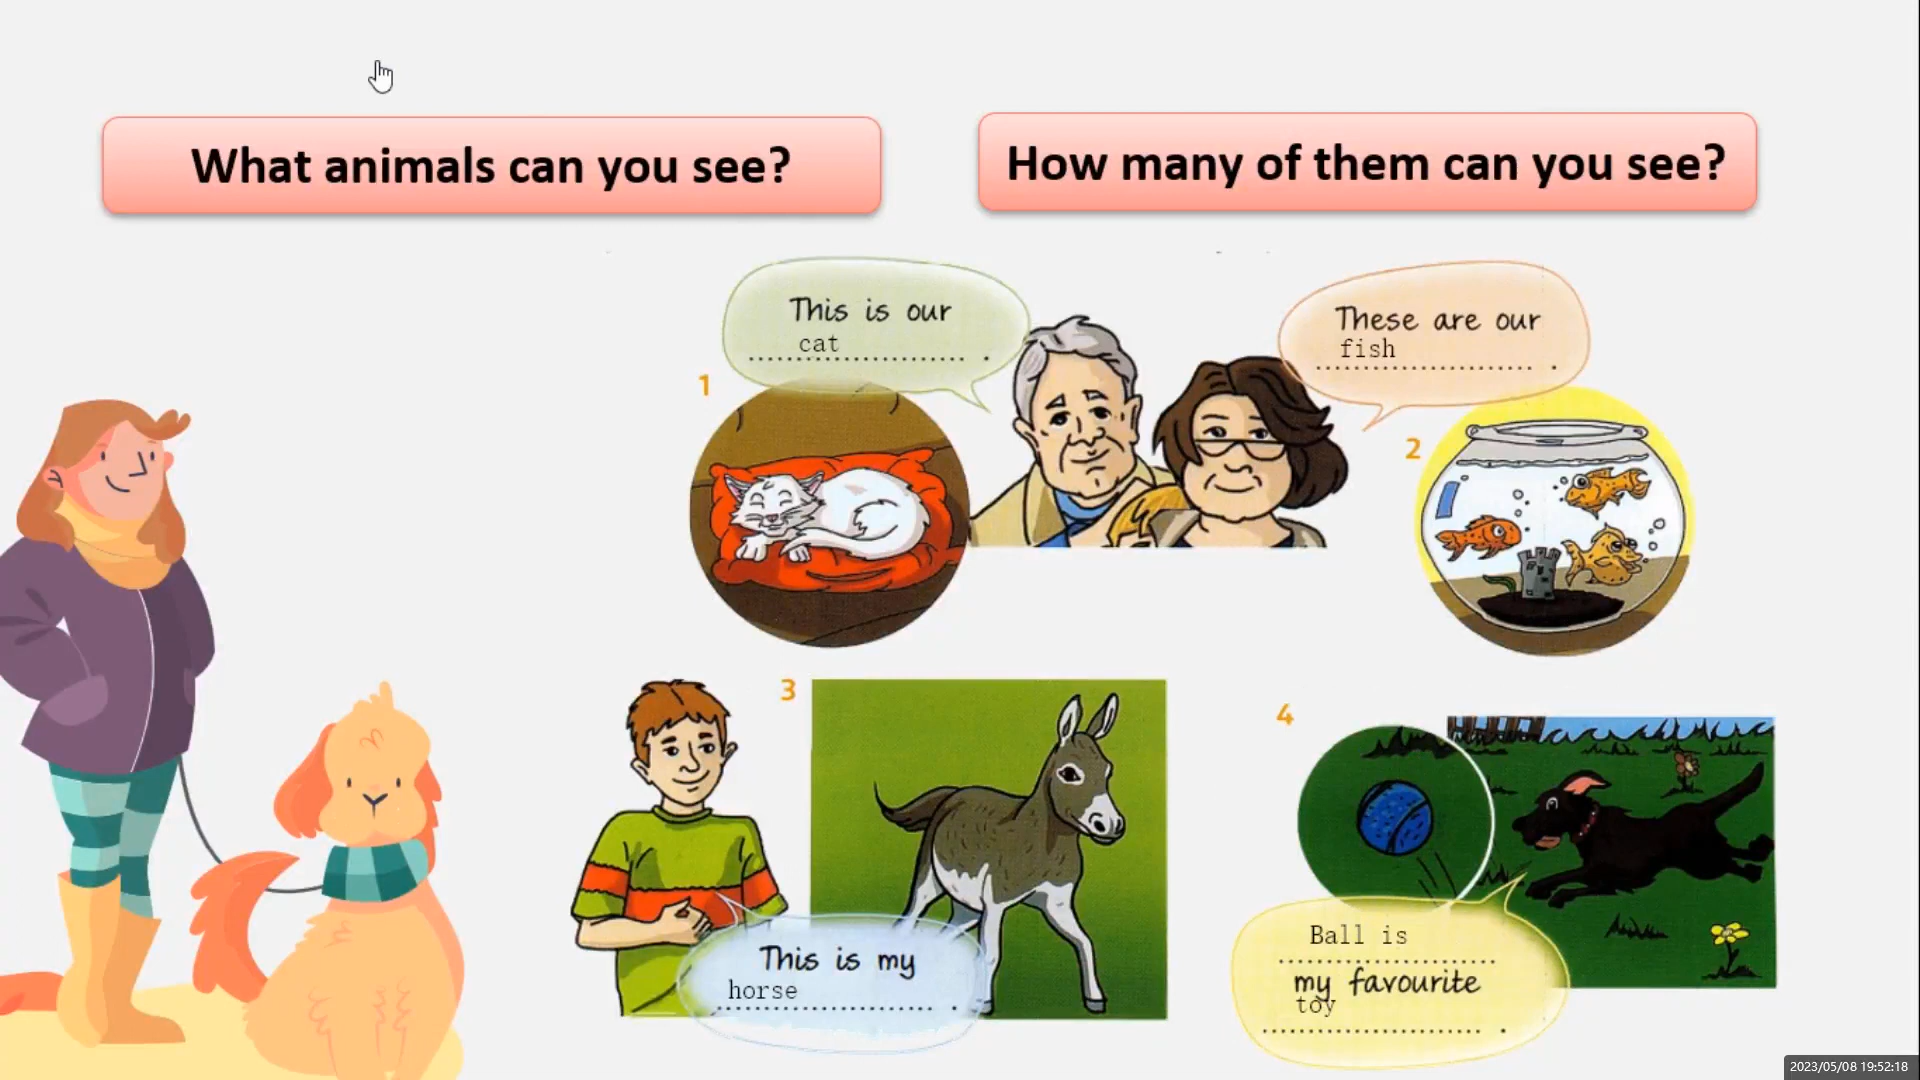 What animals can you see?
How many of them can you see?
This is our
cat
.
These are our
fish
.
1
2
3
This is my
horse
.
4
Ball is
my favourite
toy
.
2023/05/08 19:52:18